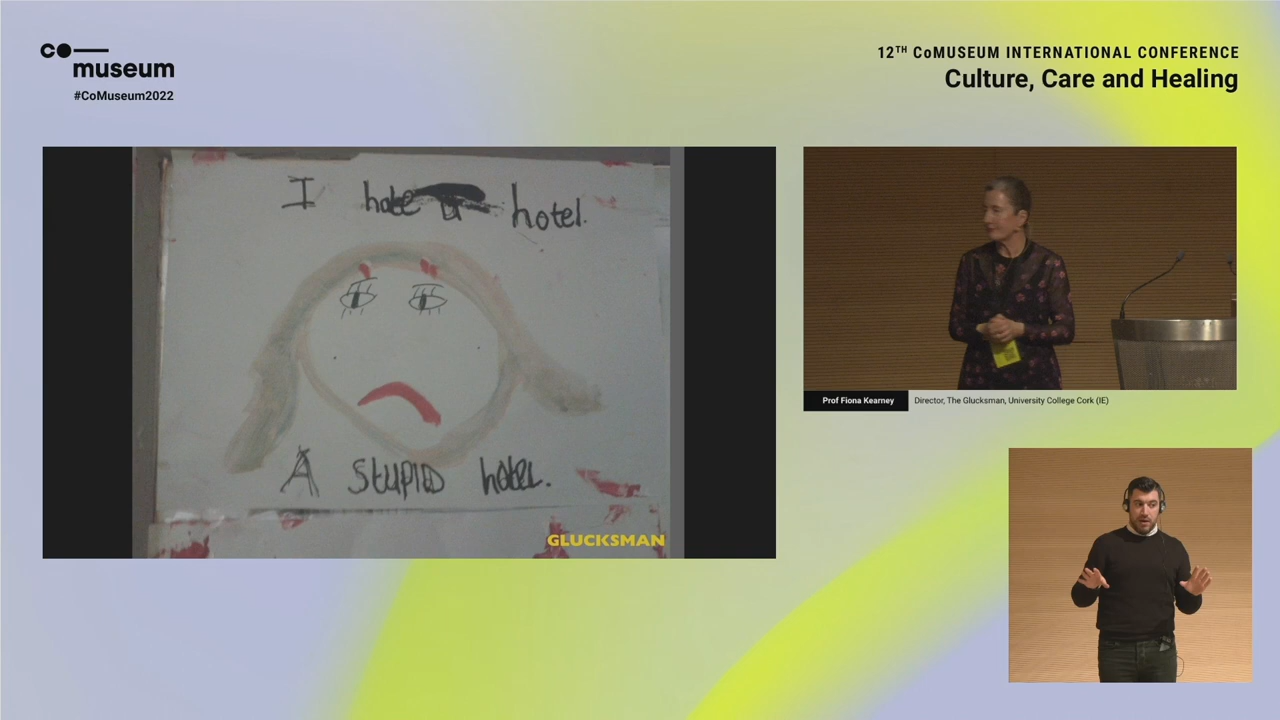 co
museum
#CoMuseum2022
12TH CoMUSEUM INTERNATIONAL CONFERENCE
Culture, Care and Healing
I hate a hotel.
A stupid hotel.
GLUCKSMAN
Prof Fiona Kearney
Director, The Glucksman, University College Cork (IE)